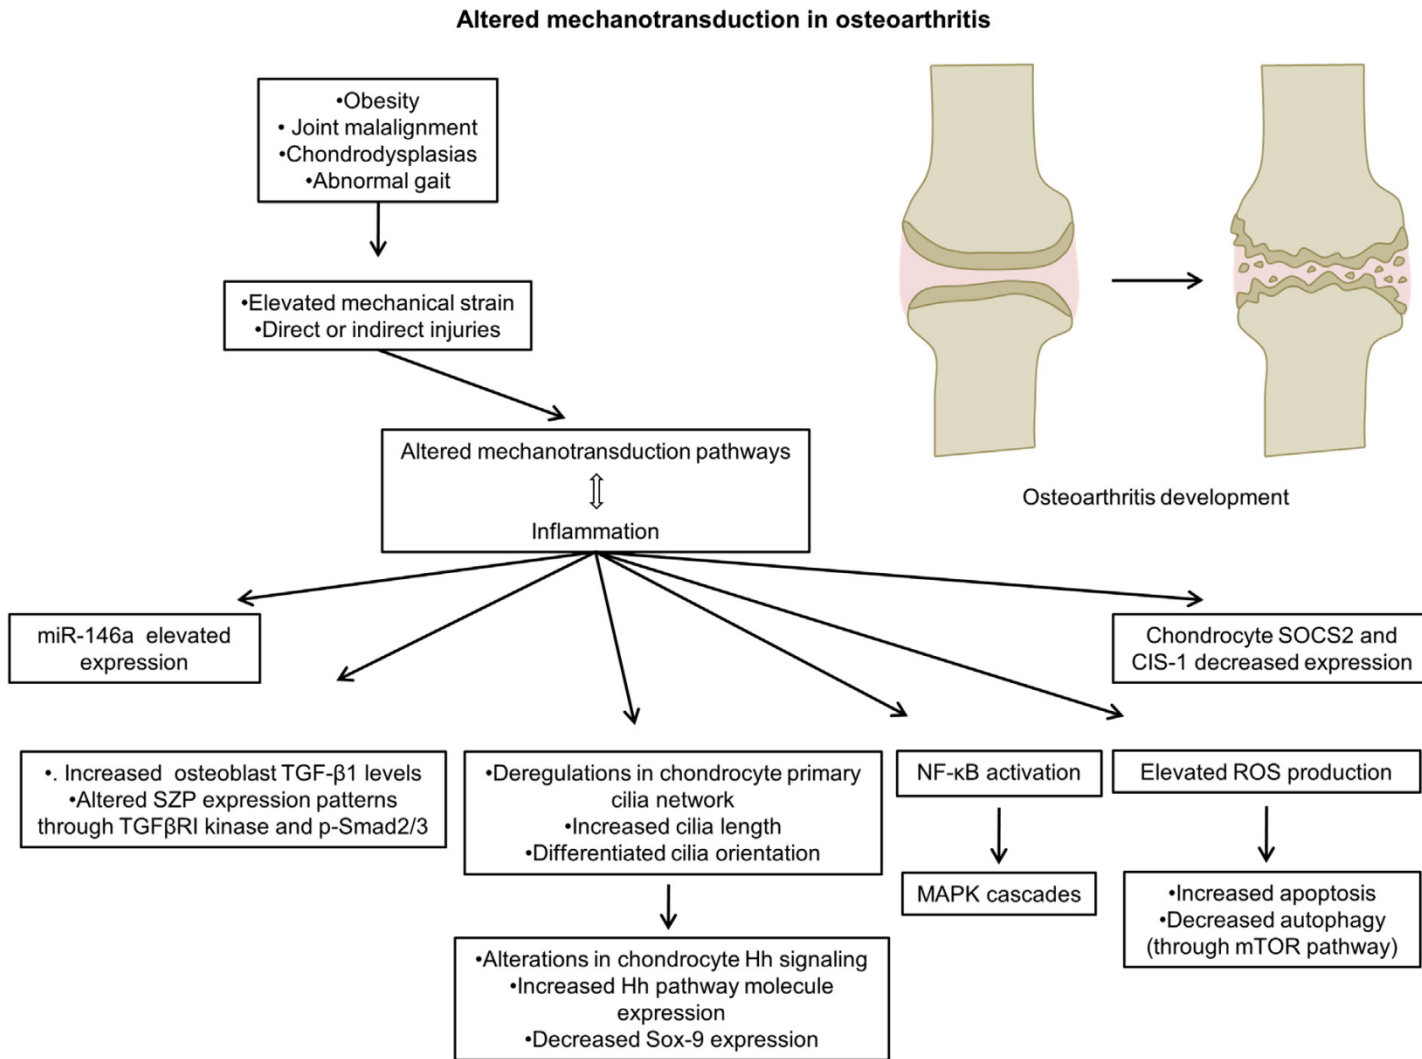 Altered mechanotransduction in osteoarthritis
•Obesity
• Joint malalignment
•Chondrodysplasias
•Abnormal gait
•Elevated mechanical strain
•Direct or indirect injuries
Altered mechanotransduction pathways
Inflammation
Osteoarthritis development
miR-146a elevated
expression
Chondrocyte SOCS2 and
CIS-1 decreased expression
•. Increased osteoblast TGF-β1 levels
•Altered SZP expression patterns
through TGFβRI kinase and p-Smad2/3
•Deregulations in chondrocyte primary
cilia network
•Increased cilia length
•Differentiated cilia orientation
NF-κB activation
Elevated ROS production
MAPK cascades
•Increased apoptosis
•Decreased autophagy
(through mTOR pathway)
•Alterations in chondrocyte Hh signaling
•Increased Hh pathway molecule
expression
•Decreased Sox-9 expression